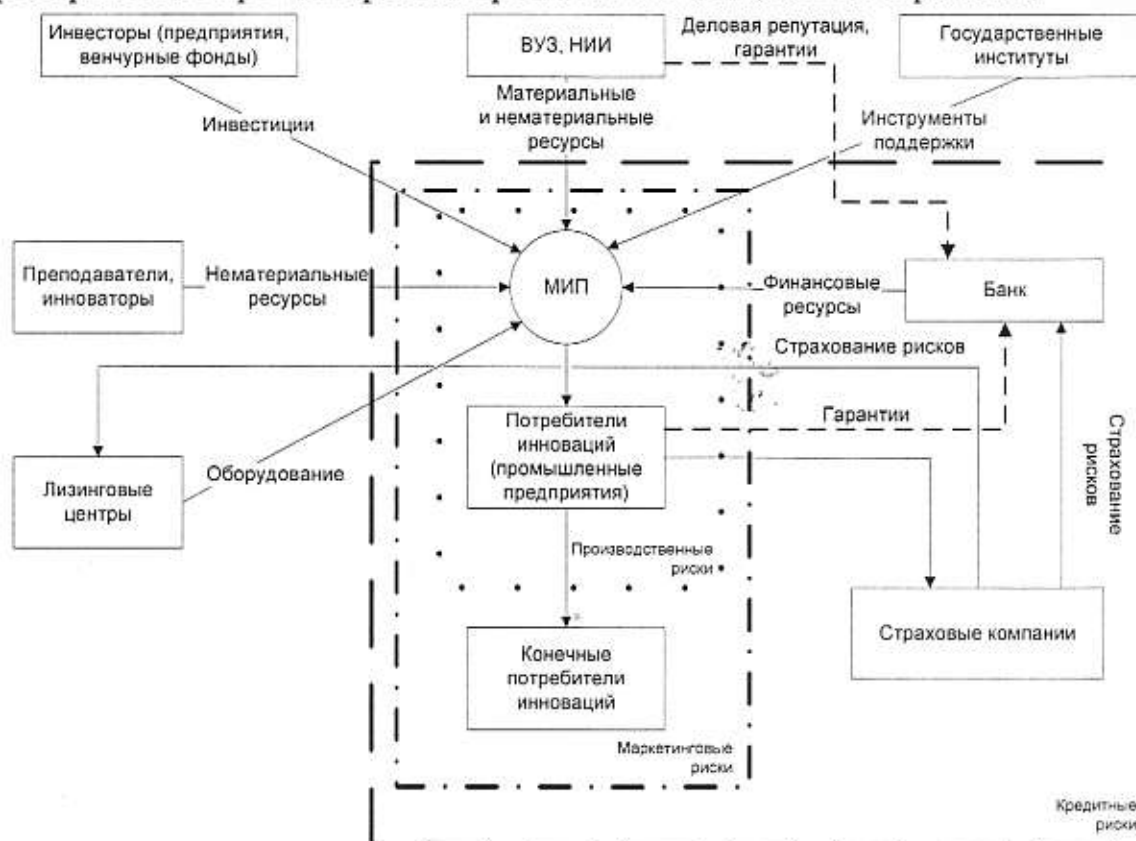 Инвесторы (предприятия,
венчурные фонды)
ВУЗ, НИИ
Деловая репутация,
гарантии
Государственные
институты
Инвестиции
Материальные
и нематериальные
ресурсы
Инструменты
поддержки
Преподаватели,
инноваторы
Нематериальные
ресурсы
МИП
Финансовые
ресурсы
Банк
Страхование рисков
Потребители
инноваций
(промышленные
предприятия)
Гарантии
Страхование
рисков
Лизинговые
центры
Оборудование
Производственные
риски
Страховые компании
Конечные
потребители
инноваций
Маркетинговые
риски
Кредитные
риски